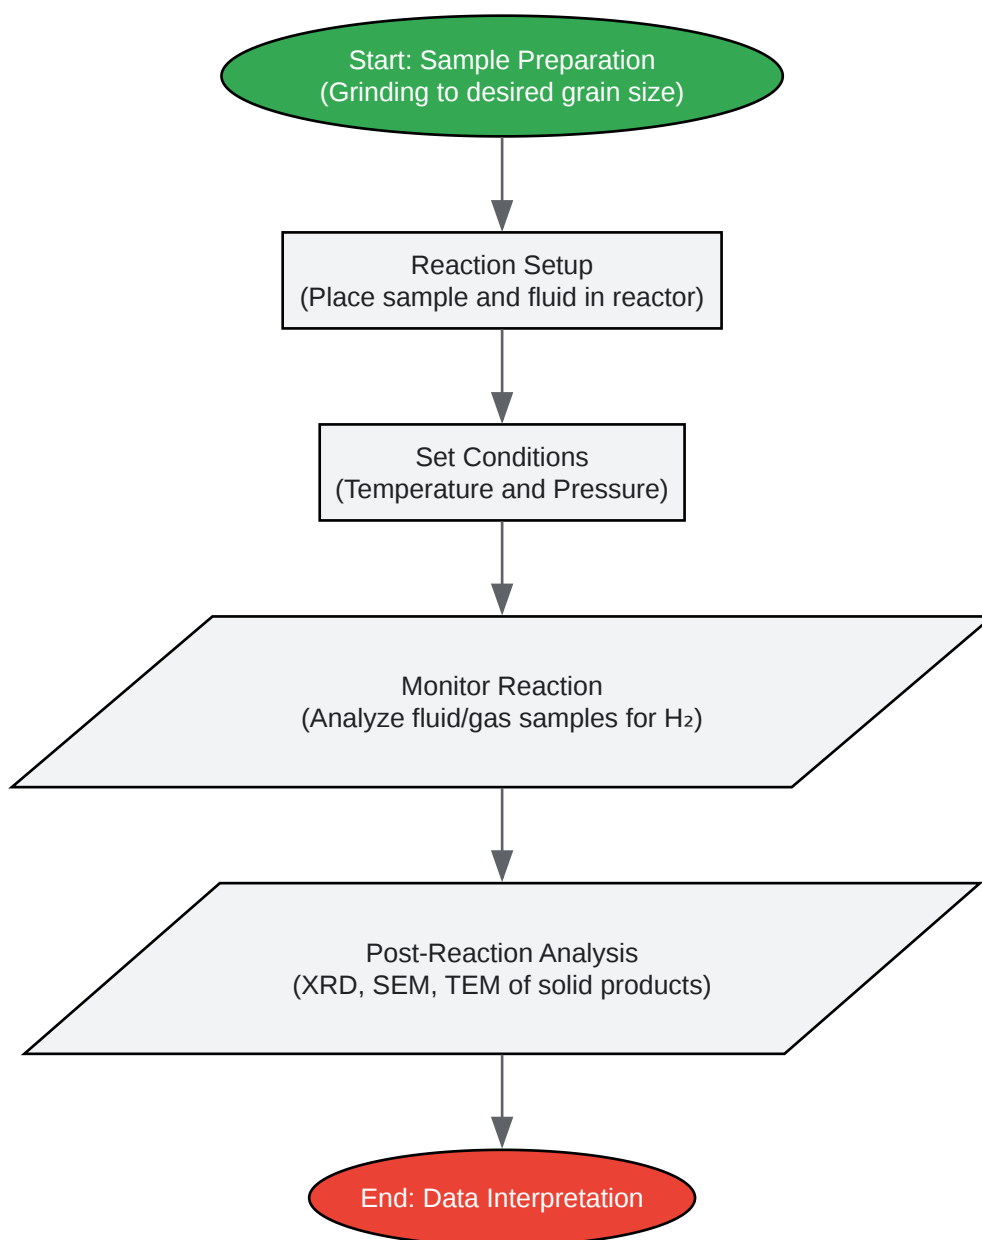 Start: Sample Preparation
(Grinding to desired grain size)
Reaction Setup
(Place sample and fluid in reactor)
Set Conditions
(Temperature and Pressure)
Monitor Reaction
(Analyze fluid/gas samples for H₂)
Post-Reaction Analysis
(XRD, SEM, TEM of solid products)
End: Data Interpretation